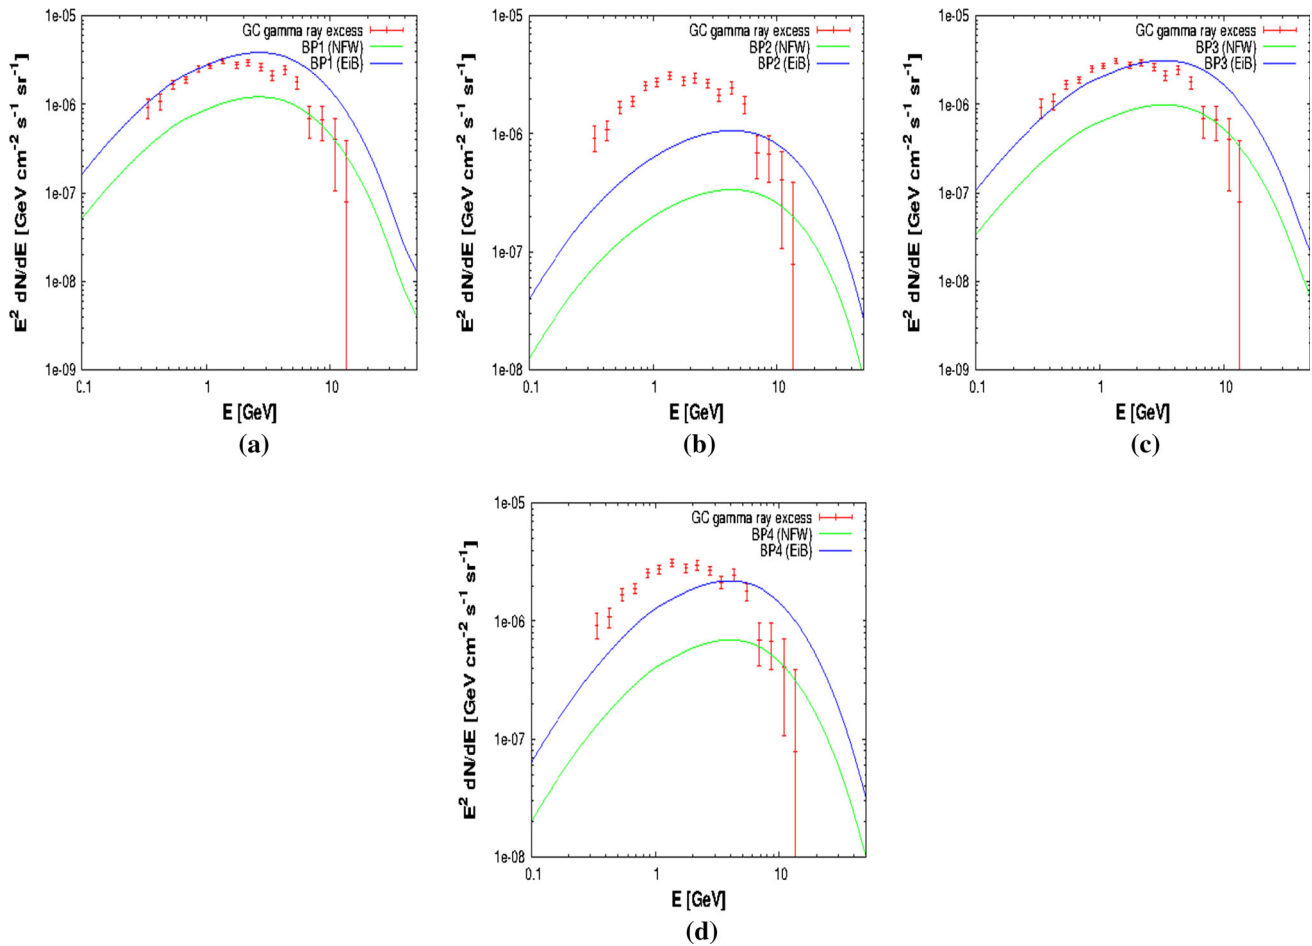 1e-05
1e-06
1e-07
1e-08
1e-09
0.1
1
10
E [GeV]
E² dN/dE [GeV cm⁻² s⁻¹ sr⁻¹]
GC gamma ray excess
BP1 (NFW)
BP1 (EiB)
(a)
1e-05
1e-06
1e-07
1e-08
0.1
1
10
E [GeV]
E² dN/dE [GeV cm⁻² s⁻¹ sr⁻¹]
GC gamma ray excess
BP2 (NFW)
BP2 (EiB)
(b)
1e-05
1e-06
1e-07
1e-08
1e-09
0.1
1
10
E [GeV]
E² dN/dE [GeV cm⁻² s⁻¹ sr⁻¹]
GC gamma ray excess
BP3 (NFW)
BP3 (EiB)
(c)
1e-05
1e-06
1e-07
1e-08
0.1
1
10
E [GeV]
E² dN/dE [GeV cm⁻² s⁻¹ sr⁻¹]
GC gamma ray excess
BP4 (NFW)
BP4 (EiB)
(d)